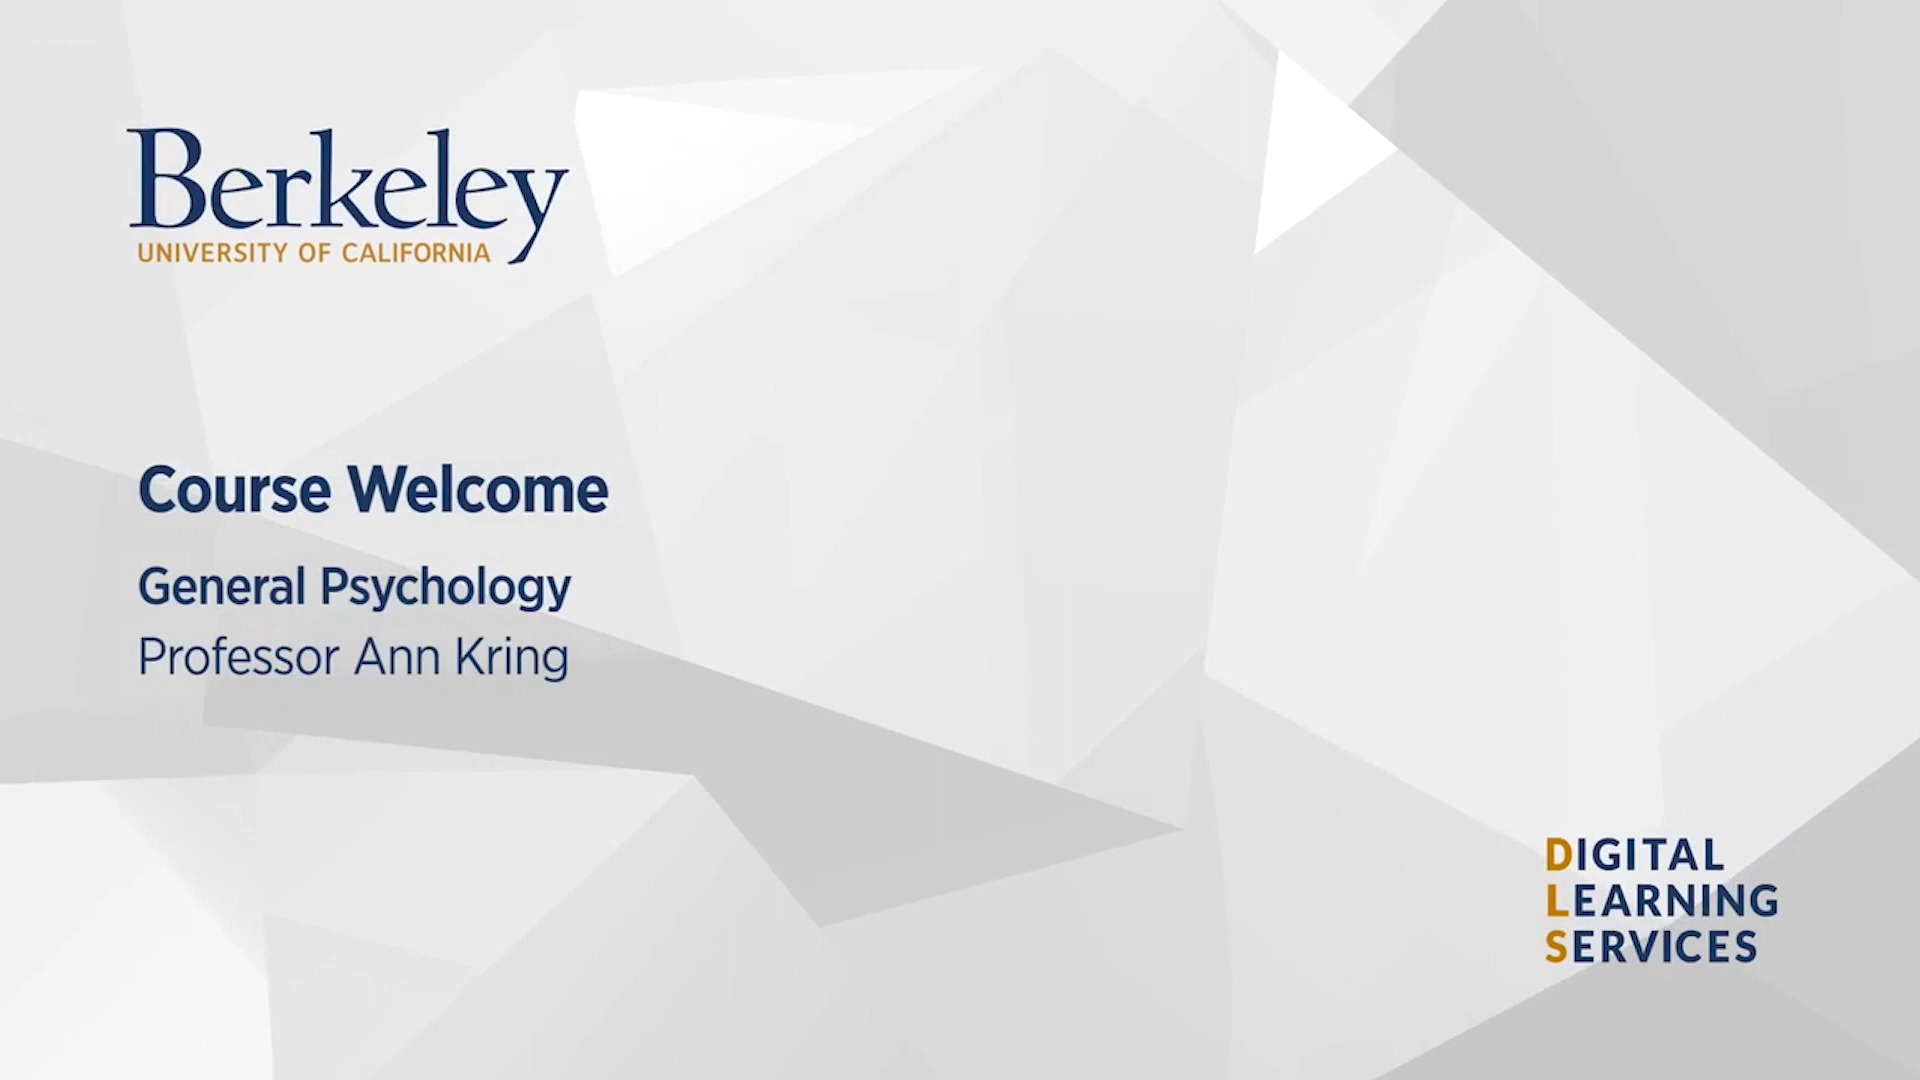 Berkeley
UNIVERSITY OF CALIFORNIA
Course Welcome
General Psychology
Professor Ann Kring
DIGITAL
LEARNING
SERVICES